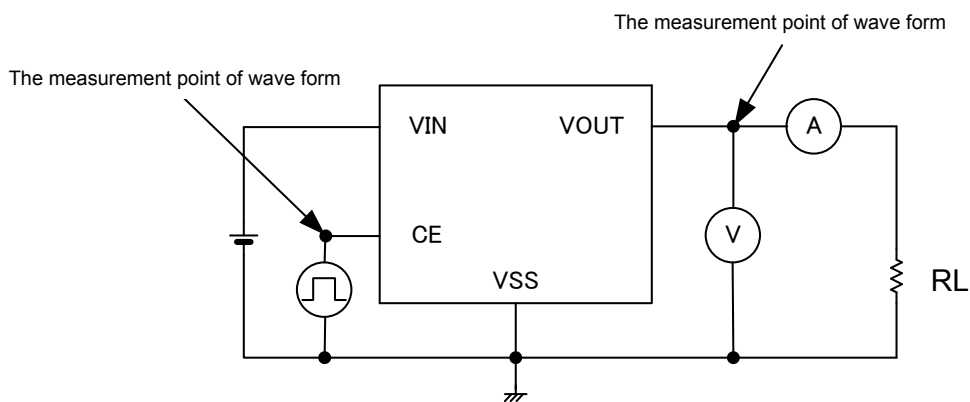 The measurement point of wave form
The measurement point of wave form
VIN
VOUT
A
CE
V
VSS
RL